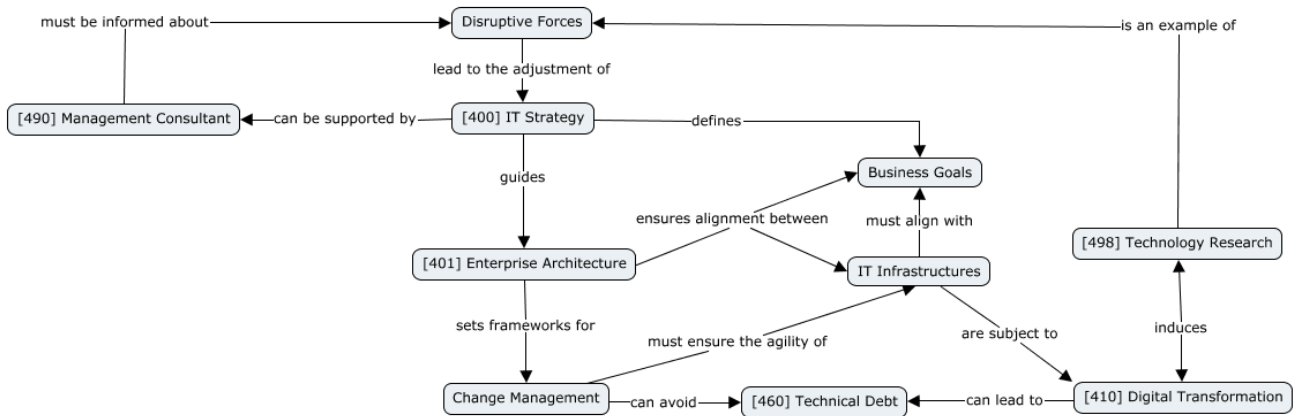 must be informed about
Disruptive Forces
is an example of
lead to the adjustment of
[490] Management Consultant
can be supported by
[400] IT Strategy
defines
guides
Business Goals
ensures alignment between
must align with
[498] Technology Research
[401] Enterprise Architecture
IT Infrastructures
sets frameworks for
must ensure the agility of
are subject to
induces
Change Management
can avoid
[460] Technical Debt
can lead to
[410] Digital Transformation